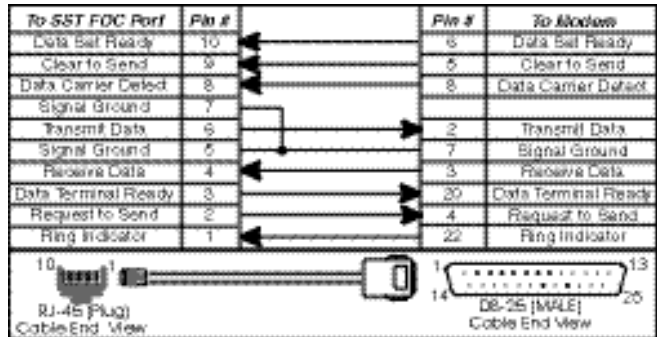 To SST FOC Port Pin # Pin # To Modem
Data Set Ready 10 6 Data Set Ready
Clear to Send 9 5 Clear to Send
Data Carrier Detect 8 8 Data Carrier Detect
Signal Ground 7
Transmit Data 6 2 Transmit Data
Signal Ground 5 7 Signal Ground
Receive Data 4 3 Receive Data
Data Terminal Ready 3 20 Data Terminal Ready
Request to Send 2 4 Request to Send
Ring Indicator 1 22 Ring Indicator
10 1 1 13
14 25
RJ-45 (Plug) DB-25 (MALE)
Cable End View Cable End View